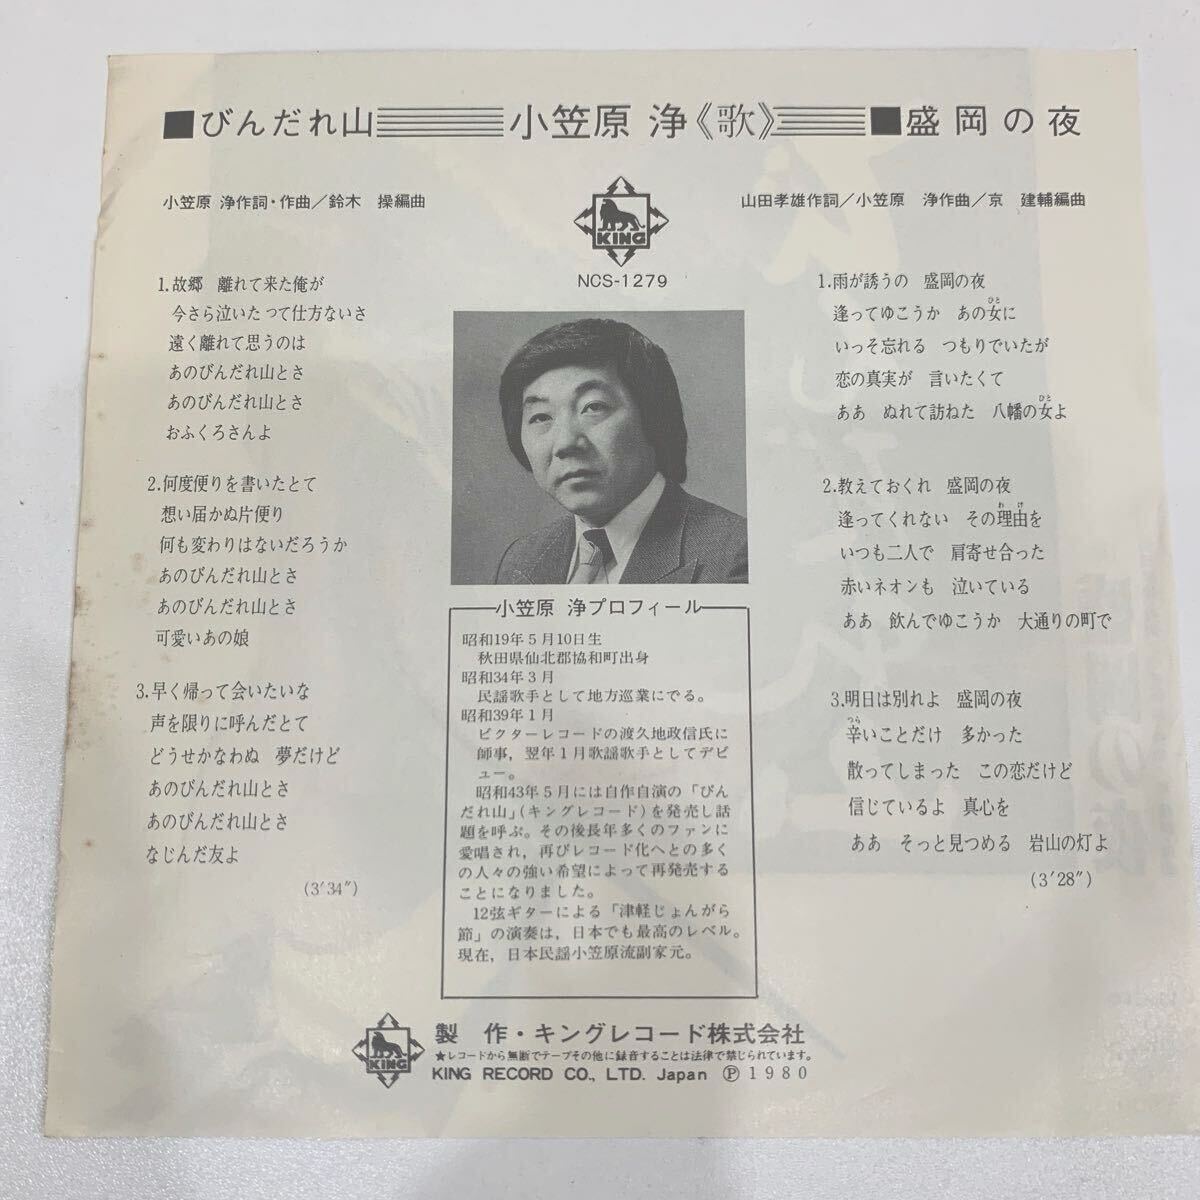 ■びんだれ山 小笠原 浄《歌》 ■盛岡の夜
小笠原 浄作詞・作曲／鈴木 操編曲
山田孝雄作詞／小笠原 浄作曲／京 建輔編曲
KING
NCS-1279
1.故郷 離れて来た俺が
今さら泣いたって仕方ないさ
遠く離れて思うのは
あのびんだれ山とさ
あのびんだれ山とさ
おふくろさんよ
2.何度便りを書いたとて
想い届かぬ片便り
何も変わりはないだろうか
あのびんだれ山とさ
あのびんだれ山とさ
可愛いあの娘
3.早く帰って会いたいな
声を限りに呼んだとて
どうせかなわぬ 夢だけど
あのびんだれ山とさ
あのびんだれ山とさ
なじんだ友よ
(3′34″)
小笠原 浄プロフィール
昭和19年5月10日生
秋田県仙北郡協和町出身
昭和34年3月
民謡歌手として地方巡業にでる。
昭和39年1月
ビクターレコードの渡久地政信氏に
師事，翌年1月歌謡歌手としてデビ
ュー。
昭和43年5月には自作自演の「びん
だれ山」(キングレコード)を発売し話
題を呼ぶ。その後長年多くのファンに
愛唱され，再びレコード化へとの多く
の人々の強い希望によって再発売する
ことになりました。
12弦ギターによる「津軽じょんがら
節」の演奏は，日本でも最高のレベル。
現在，日本民謡小笠原流副家元。
1.雨が誘うの 盛岡の夜
逢ってゆこうか あの女(ひと)に
いっそ忘れる つもりでいたが
恋の真実が 言いたくて
ああ ぬれて訪ねた 八幡の女(ひと)よ
2.教えておくれ 盛岡の夜
逢ってくれない その理由(わけ)を
いつも二人で 肩寄せ合った
赤いネオンも 泣いている
ああ 飲んでゆこうか 大通りの町で
3.明日は別れよ 盛岡の夜
辛(つら)いことだけ 多かった
散ってしまった この恋だけど
信じているよ 真心を
ああ そっと見つめる 岩山の灯よ
(3′28″)
KING
製 作・キングレコード株式会社
★レコードから無断でテープその他に録音することは法律で禁じられています。
KING RECORD CO., LTD. Japan Ⓟ 1980